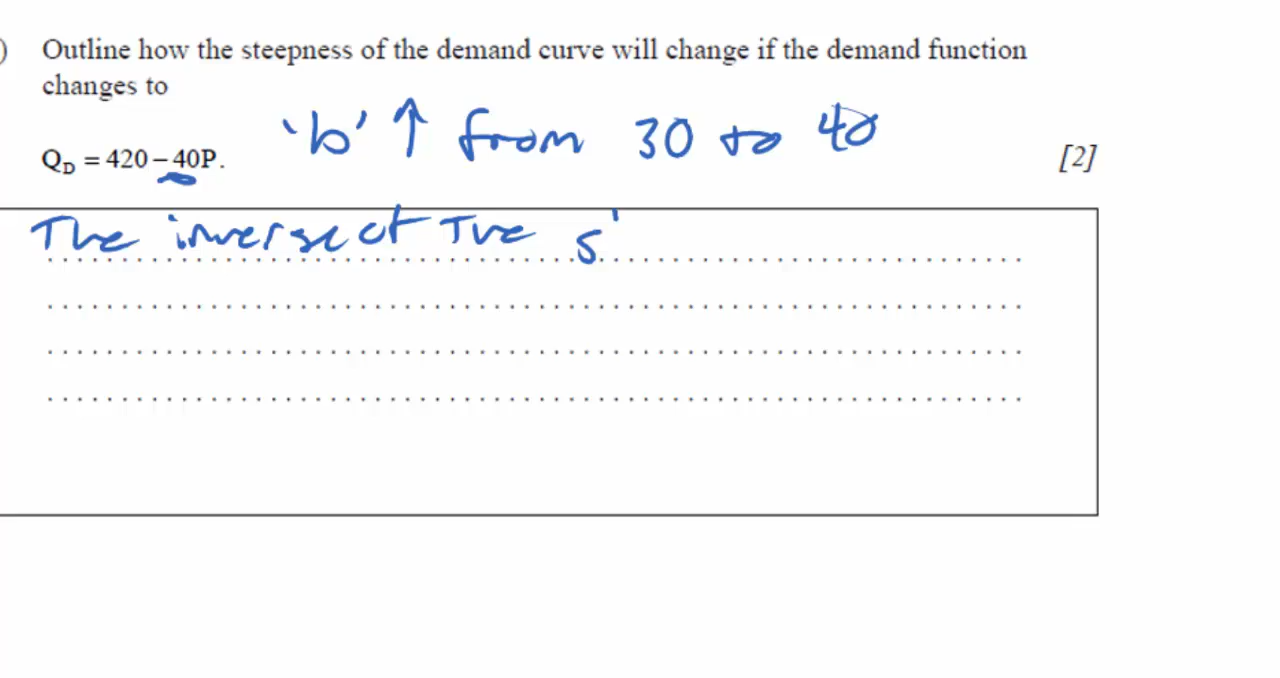 ) Outline how the steepness of the demand curve will change if the demand function
changes to
'b' ↑ from 30 to 40
Q_D = 420 – 40P.
[2]
The inverse of the s